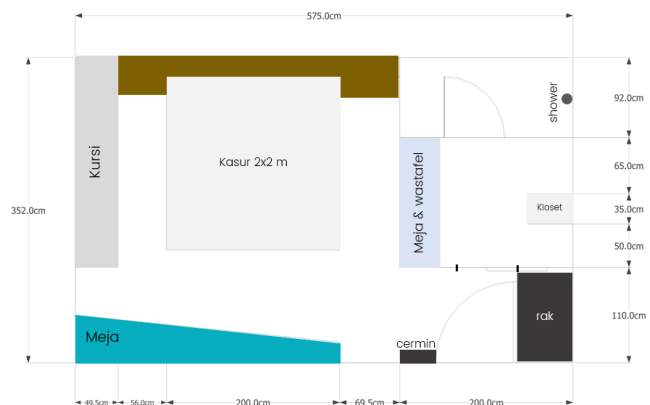 575.0cm
shower
92.0cm
Kursi
Kasur 2x2 m
Meja & wastafel
65.0cm
352.0cm
Kloset
35.0cm
50.0cm
Meja
cermin
rak
110.0cm
49.5cm
56.0cm
200.0cm
69.5cm
200.0cm